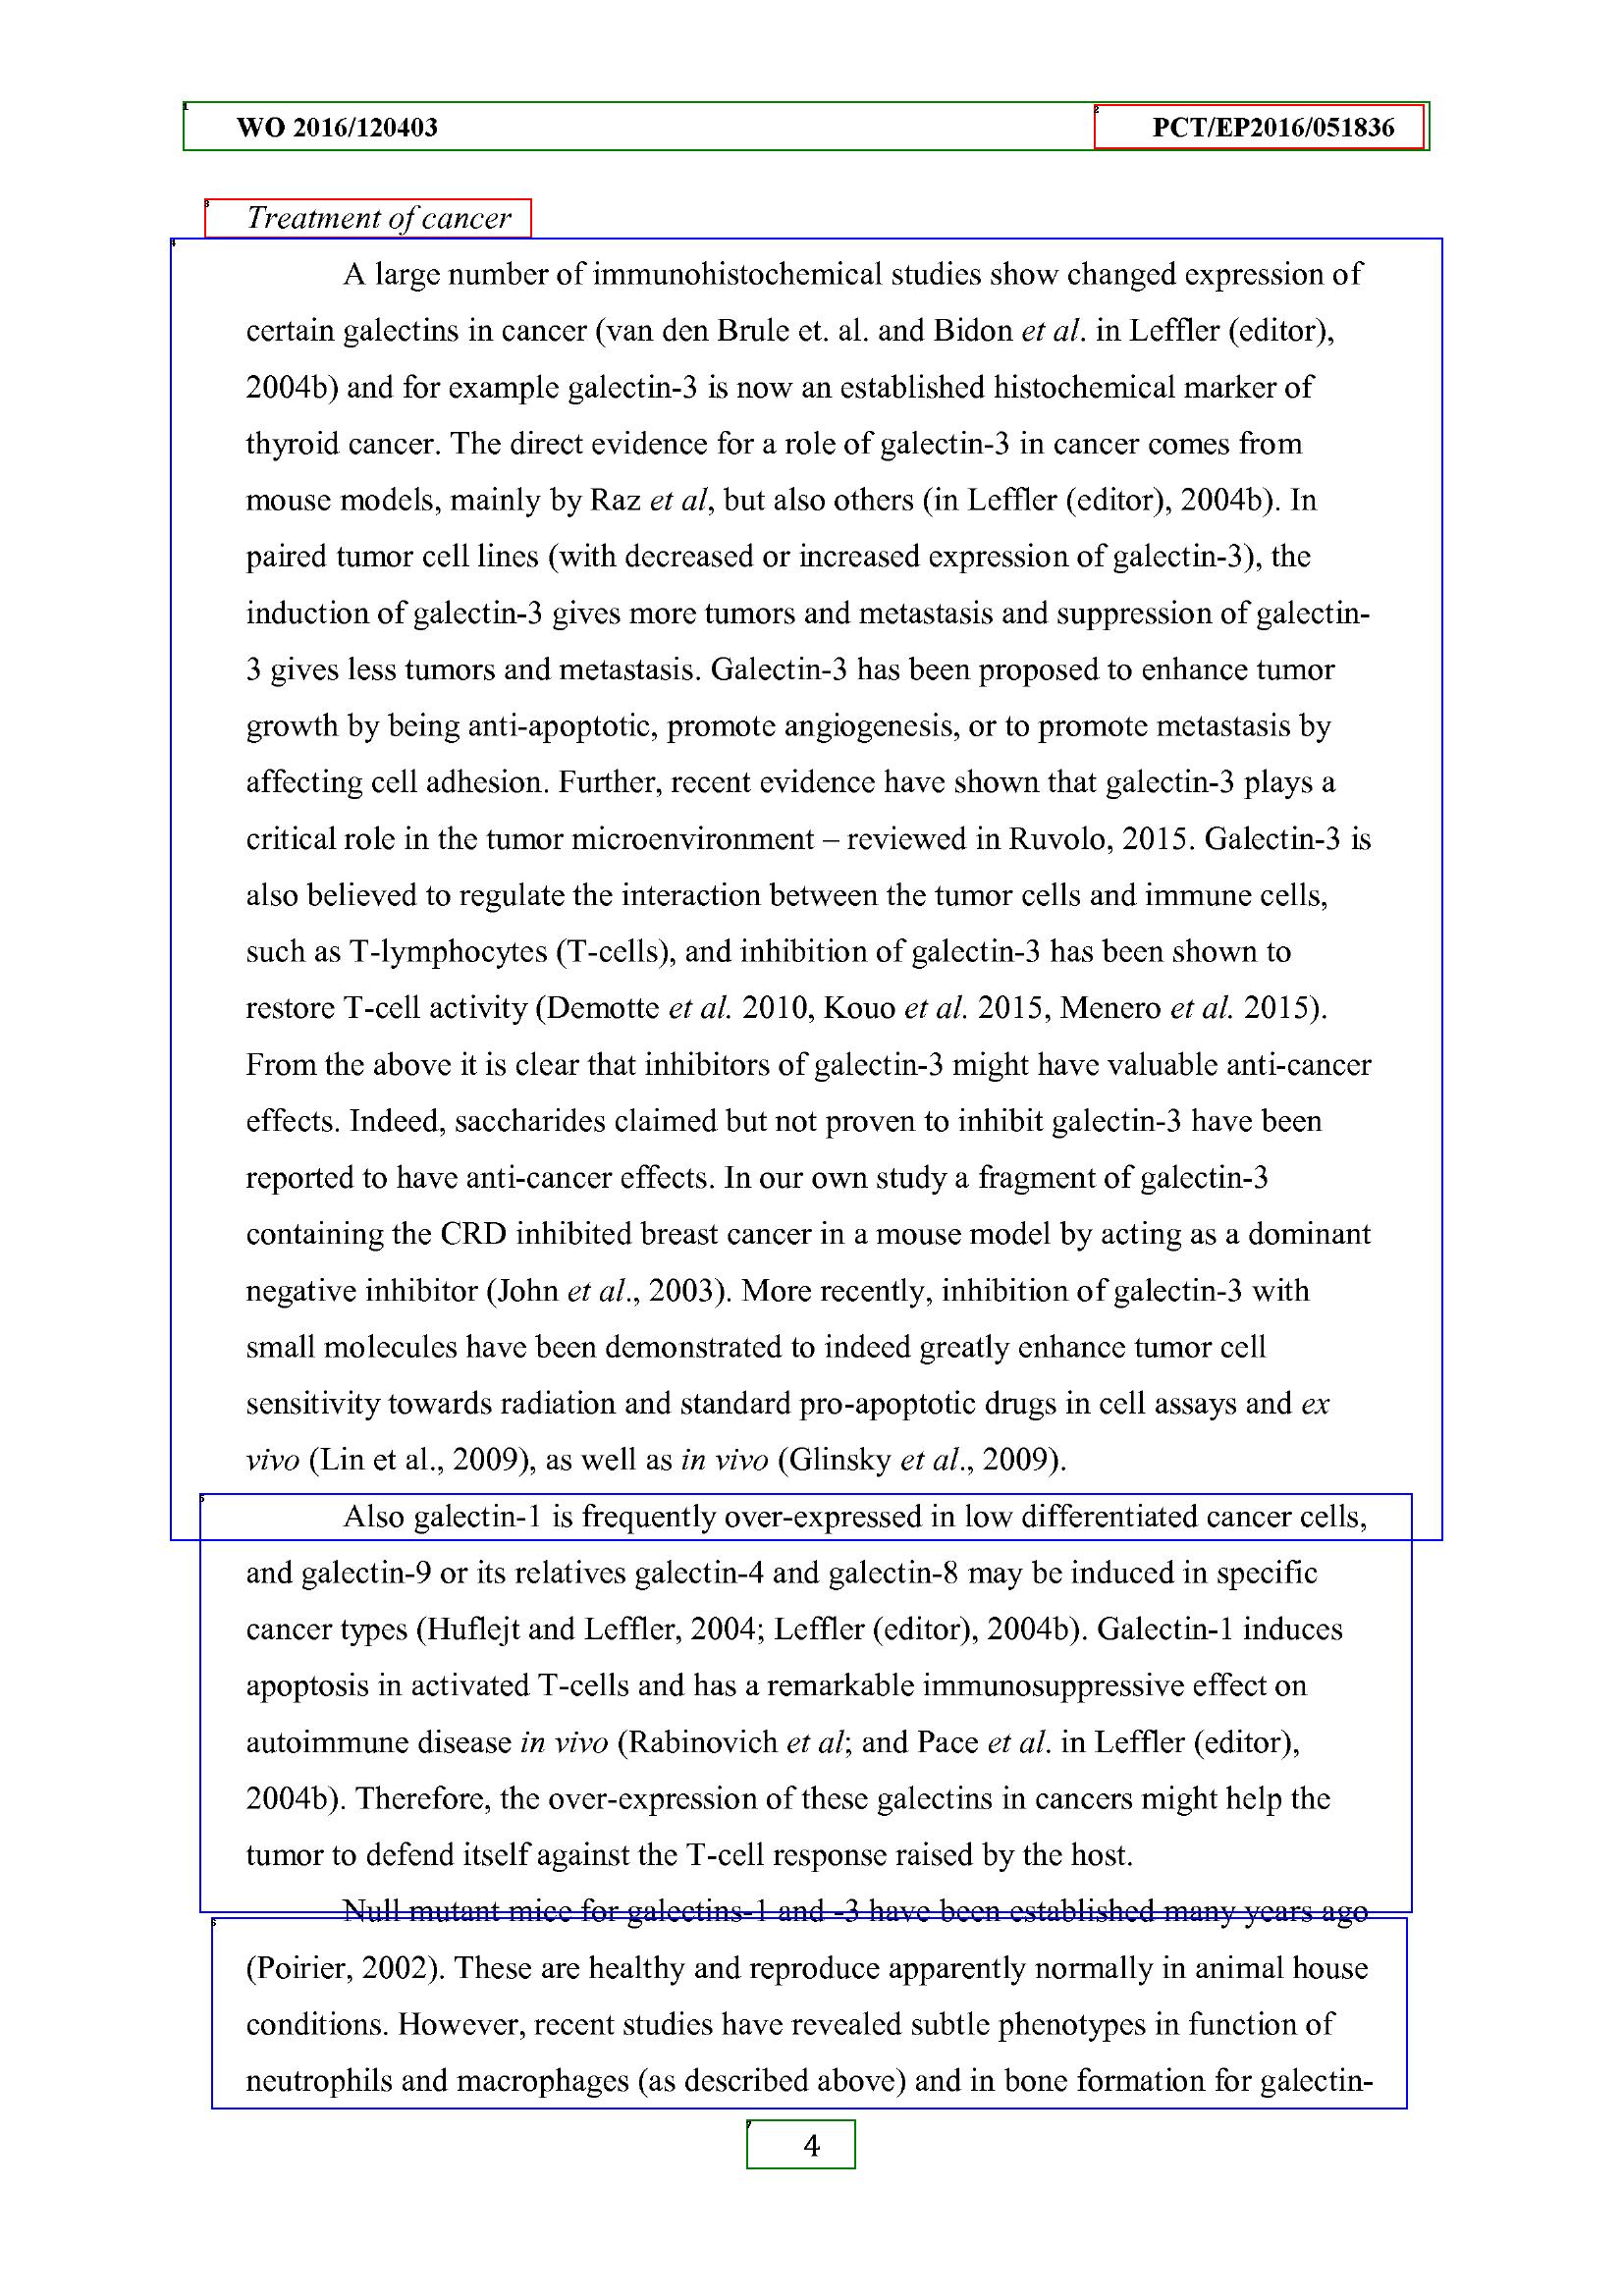 WO 2016/120403 PCT/EP2016/051836
Treatment of cancer
A large number of immunohistochemical studies show changed expression of
certain galectins in cancer (van den Brule et. al. and Bidon et al. in Leffler (editor),
2004b) and for example galectin-3 is now an established histochemical marker of
thyroid cancer. The direct evidence for a role of galectin-3 in cancer comes from
mouse models, mainly by Raz et al, but also others (in Leffler (editor), 2004b). In
paired tumor cell lines (with decreased or increased expression of galectin-3), the
induction of galectin-3 gives more tumors and metastasis and suppression of galectin-
3 gives less tumors and metastasis. Galectin-3 has been proposed to enhance tumor
growth by being anti-apoptotic, promote angiogenesis, or to promote metastasis by
affecting cell adhesion. Further, recent evidence have shown that galectin-3 plays a
critical role in the tumor microenvironment – reviewed in Ruvolo, 2015. Galectin-3 is
also believed to regulate the interaction between the tumor cells and immune cells,
such as T-lymphocytes (T-cells), and inhibition of galectin-3 has been shown to
restore T-cell activity (Demotte et al. 2010, Kouo et al. 2015, Menero et al. 2015).
From the above it is clear that inhibitors of galectin-3 might have valuable anti-cancer
effects. Indeed, saccharides claimed but not proven to inhibit galectin-3 have been
reported to have anti-cancer effects. In our own study a fragment of galectin-3
containing the CRD inhibited breast cancer in a mouse model by acting as a dominant
negative inhibitor (John et al., 2003). More recently, inhibition of galectin-3 with
small molecules have been demonstrated to indeed greatly enhance tumor cell
sensitivity towards radiation and standard pro-apoptotic drugs in cell assays and ex
vivo (Lin et al., 2009), as well as in vivo (Glinsky et al., 2009).
Also galectin-1 is frequently over-expressed in low differentiated cancer cells,
and galectin-9 or its relatives galectin-4 and galectin-8 may be induced in specific
cancer types (Huflejt and Leffler, 2004; Leffler (editor), 2004b). Galectin-1 induces
apoptosis in activated T-cells and has a remarkable immunosuppressive effect on
autoimmune disease in vivo (Rabinovich et al; and Pace et al. in Leffler (editor),
2004b). Therefore, the over-expression of these galectins in cancers might help the
tumor to defend itself against the T-cell response raised by the host.
Null mutant mice for galectins-1 and -3 have been established many years ago
(Poirier, 2002). These are healthy and reproduce apparently normally in animal house
conditions. However, recent studies have revealed subtle phenotypes in function of
neutrophils and macrophages (as described above) and in bone formation for galectin-
4